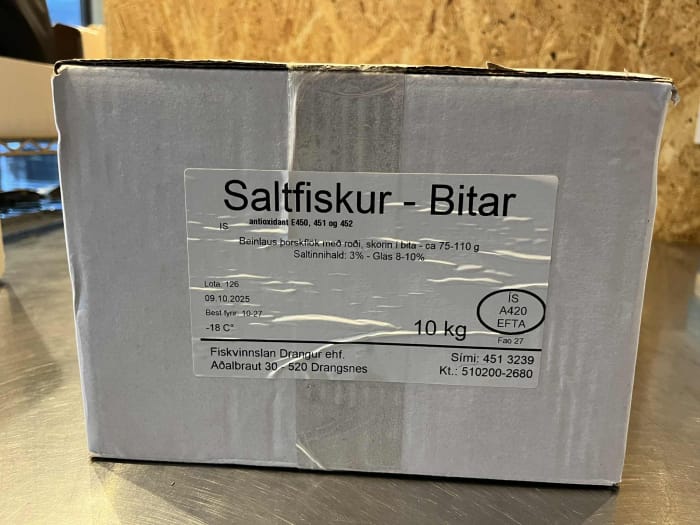 Saltfiskur - Bitar
antioxidant E450, 451 og 452
IS
Beinlaus þorskflök með roði, skorin í bita - ca 75-110 g
Saltinnihald: 3% - Glas 8-10%
Lota. 126
09.10.2025
Best fyrir: 10-27
-18 C°
10 kg
IS
A420
EFTA
Fao 27
Fiskvinnslan Drangur ehf.
Aðalbraut 30 - 520 Drangsnes
Sími: 451 3239
Kt.: 510200-2680